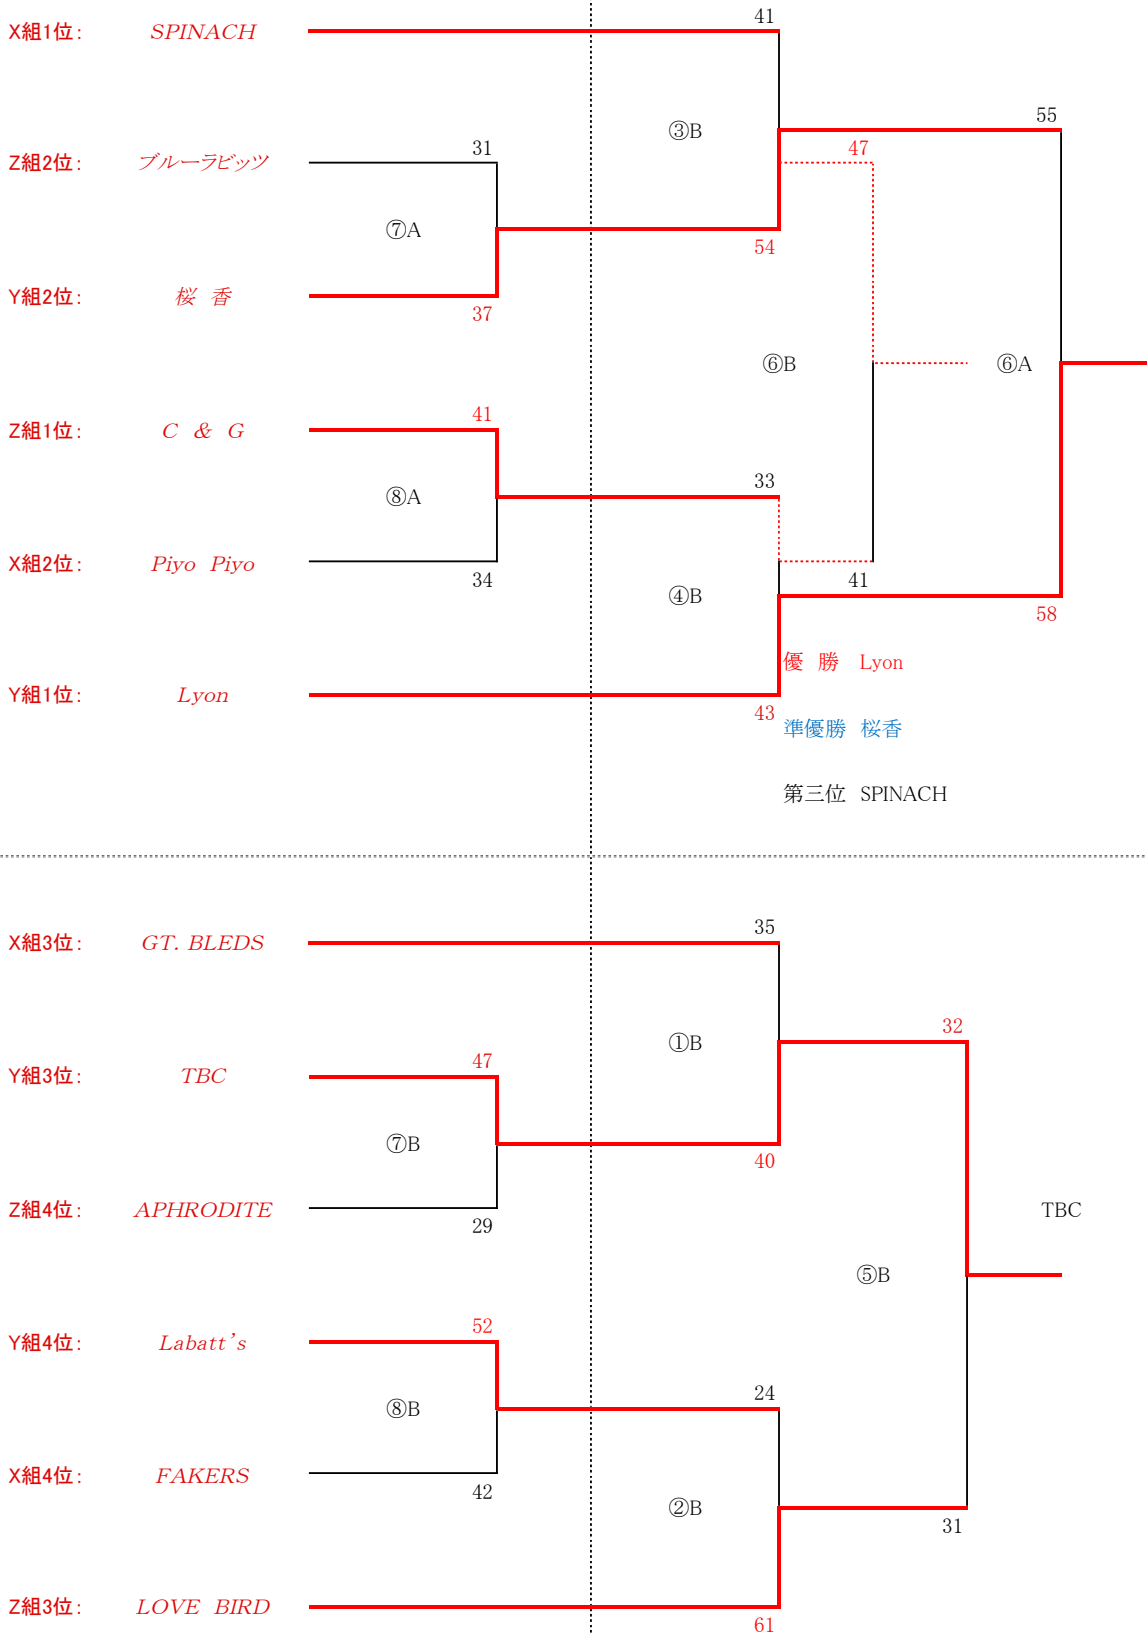 41
X組1位: SPINACH
55
③B
31 47
Z組2位: ブルーラビッツ
⑦A
54
Y組2位: 桜 香
37
⑥B ⑥A
41
Z組1位: C & G
33
⑧A
X組2位: Piyo Piyo
34 41
④B
58
優 勝 Lyon
Y組1位: Lyon
43
準優勝 桜香
第三位 SPINACH
35
X組3位: GT. BLEDS
32
①B
47
Y組3位: TBC
⑦B
40
Z組4位: APHRODITE TBC
29
⑤B
52
Y組4位: Labatt's
24
⑧B
X組4位: FAKERS
42
②B
31
Z組3位: LOVE BIRD
61